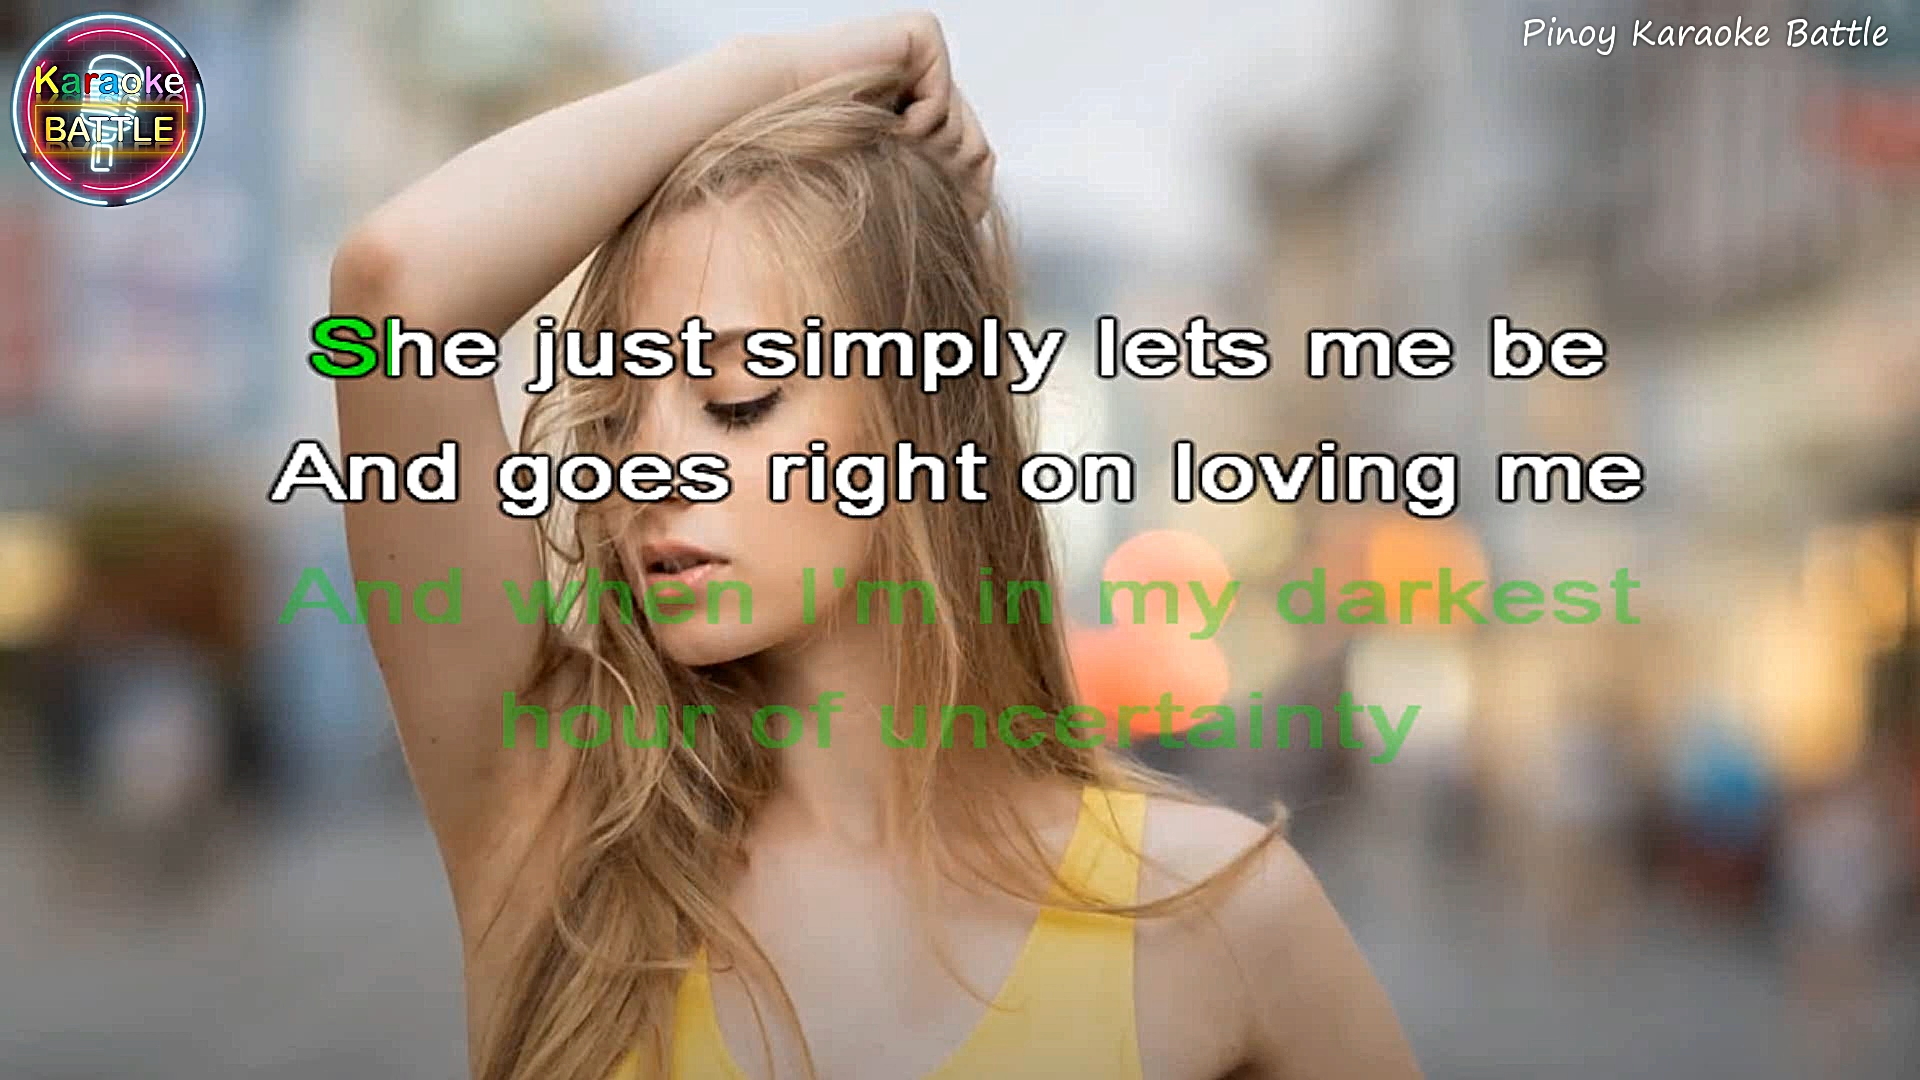 Karaoke
BATTLE
Pinoy Karaoke Battle
She just simply lets me be
And goes right on loving me
And when I'm in my darkest
hour of uncertainty